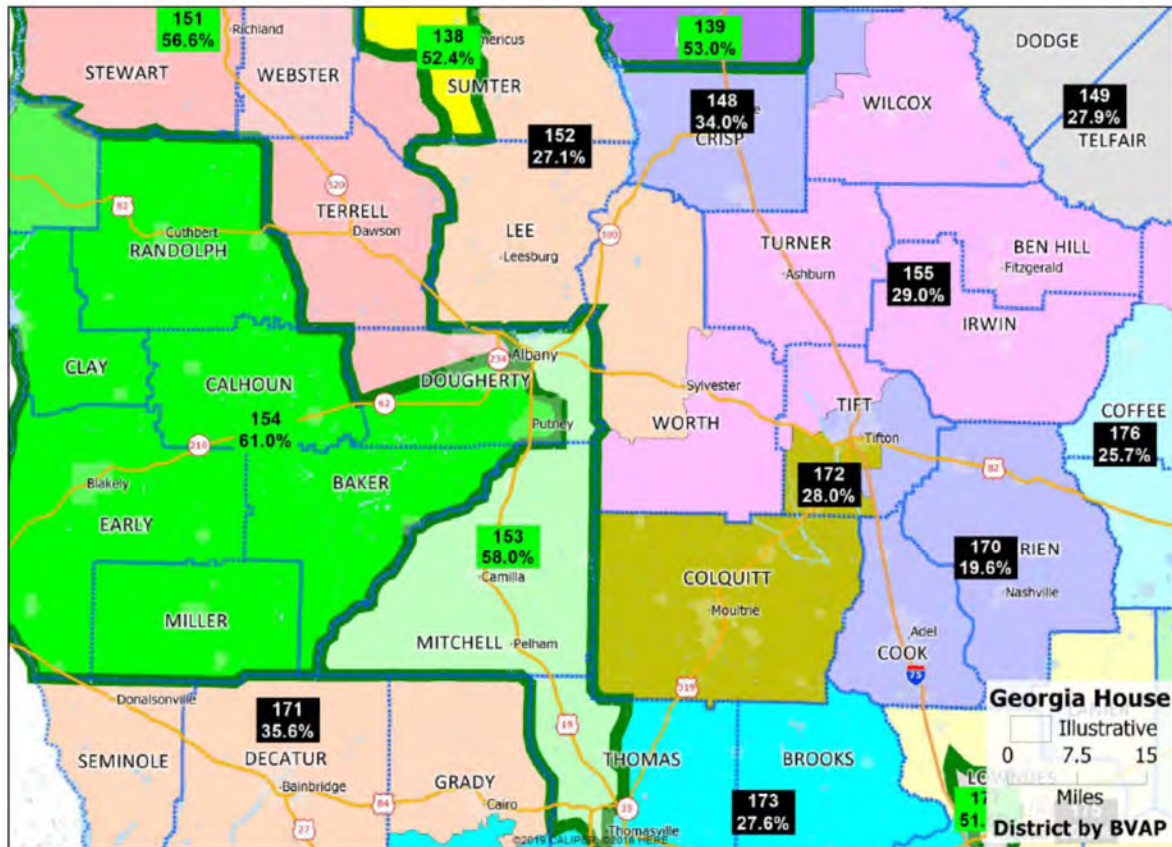 151
56.6%
Richland
STEWART
WEBSTER
138
52.4%
mericus
SUMTER
139
53.0%
DODGE
148
34.0%
CRISP
WILCOX
149
27.9%
TELFAIR
152
27.1%
520
TERRELL
Dawson
82
Cuthbert
RANDOLPH
LEE
Leesburg
300
TURNER
Ashburn
155
29.0%
BEN HILL
Fitzgerald
IRWIN
CLAY
CALHOUN
234
Albany
DOUGHERTY
62
Putney
154
61.0%
216
Sylvester
WORTH
TIFT
Tifton
COFFEE
176
25.7%
82
172
28.0%
Blakely
EARLY
BAKER
153
58.0%
Camilla
COLQUITT
Moultrie
170
19.6%
RIEN
Nashville
MILLER
MITCHELL
Pelham
Adel
COOK
75
319
Donalsonville
171
35.6%
SEMINOLE
DECATUR
Bainbridge
GRADY
84
Cairo
27
19
THOMAS
BROOKS
173
27.6%
Thomasville
Georgia House
Illustrative
0 7.5 15
Miles
District by BVAP
51.
©2019 CALIPER; ©2018 HERE